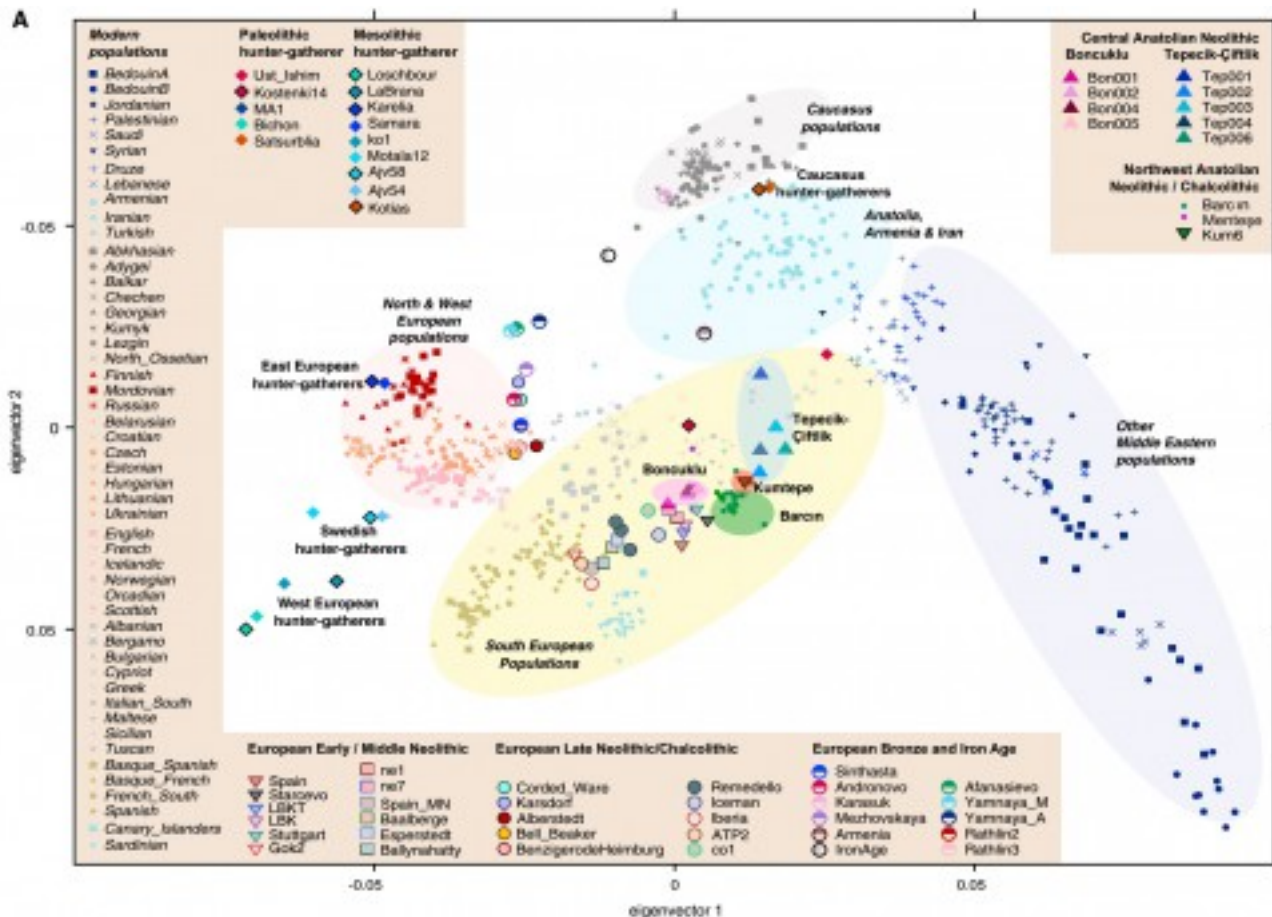 A
Modern
populations
BedouinA
BedouinB
Jordanian
Palestinian
Saudi
Syrian
Druze
Lebanese
Armenian
Iranian
Turkish
Abkhasian
Adygei
Balkar
Chechen
Georgian
Kumyk
Lezgin
North_Ossetian
Finnish
Mordovian
Russian
Belarusian
Croatian
Czech
Estonian
Hungarian
Lithuanian
Ukrainian
English
French
Icelandic
Norwegian
Orcadian
Scottish
Albanian
Bergamo
Bulgarian
Cypriot
Greek
Italian_South
Maltese
Sicilian
Tuscan
Basque_Spanish
Basque_French
French_South
Spanish
Canary_Islanders
Sardinian
Paleolithic
hunter-gatherer
Ust_Ishim
Kostenki14
MA1
Bichon
Satsurblia
Mesolithic
hunter-gatherer
Loschbour
LaBrana
Karelia
Samara
ko1
Motala12
Ajv58
Ajv54
Kotias
Central Anatolian Neolithic
Boncuklu
Tepecik-Çiftlik
Bon001
Bon002
Bon004
Bon005
Tep001
Tep002
Tep003
Tep004
Tep006
Northwest Anatolian
Neolithic / Chalcolithic
Barcın
Menteşe
Kum6
Caucasus
populations
Caucasus
hunter-gatherers
Anatolia,
Armenia & Iran
North & West
European
populations
East European
hunter-gatherers
Tepecik-
Çiftlik
Boncuklu
Kumtepe
Barcın
Other
Middle Eastern
populations
Swedish
hunter-gatherers
West European
hunter-gatherers
South European
Populations
European Early / Middle Neolithic
Spain
Starcevo
LBKT
LBK
Stuttgart
Gok2
ne1
ne7
Spain_MN
Baalberge
Esperstedt
Ballynahatty
European Late Neolithic/Chalcolithic
Corded_Ware
Karsdorf
Alberstedt
Bell_Beaker
BenzigerodeHeimburg
Remedello
Iceman
Iberia
ATP2
co1
European Bronze and Iron Age
Sinthasta
Andronovo
Karasuk
Mezhovskaya
Armenia
IronAge
Afanasievo
Yamnaya_M
Yamnaya_A
Rathlin2
Rathlin3
-0.05
0
0.05
eigenvector 2
-0.05
0
0.05
eigenvector 1